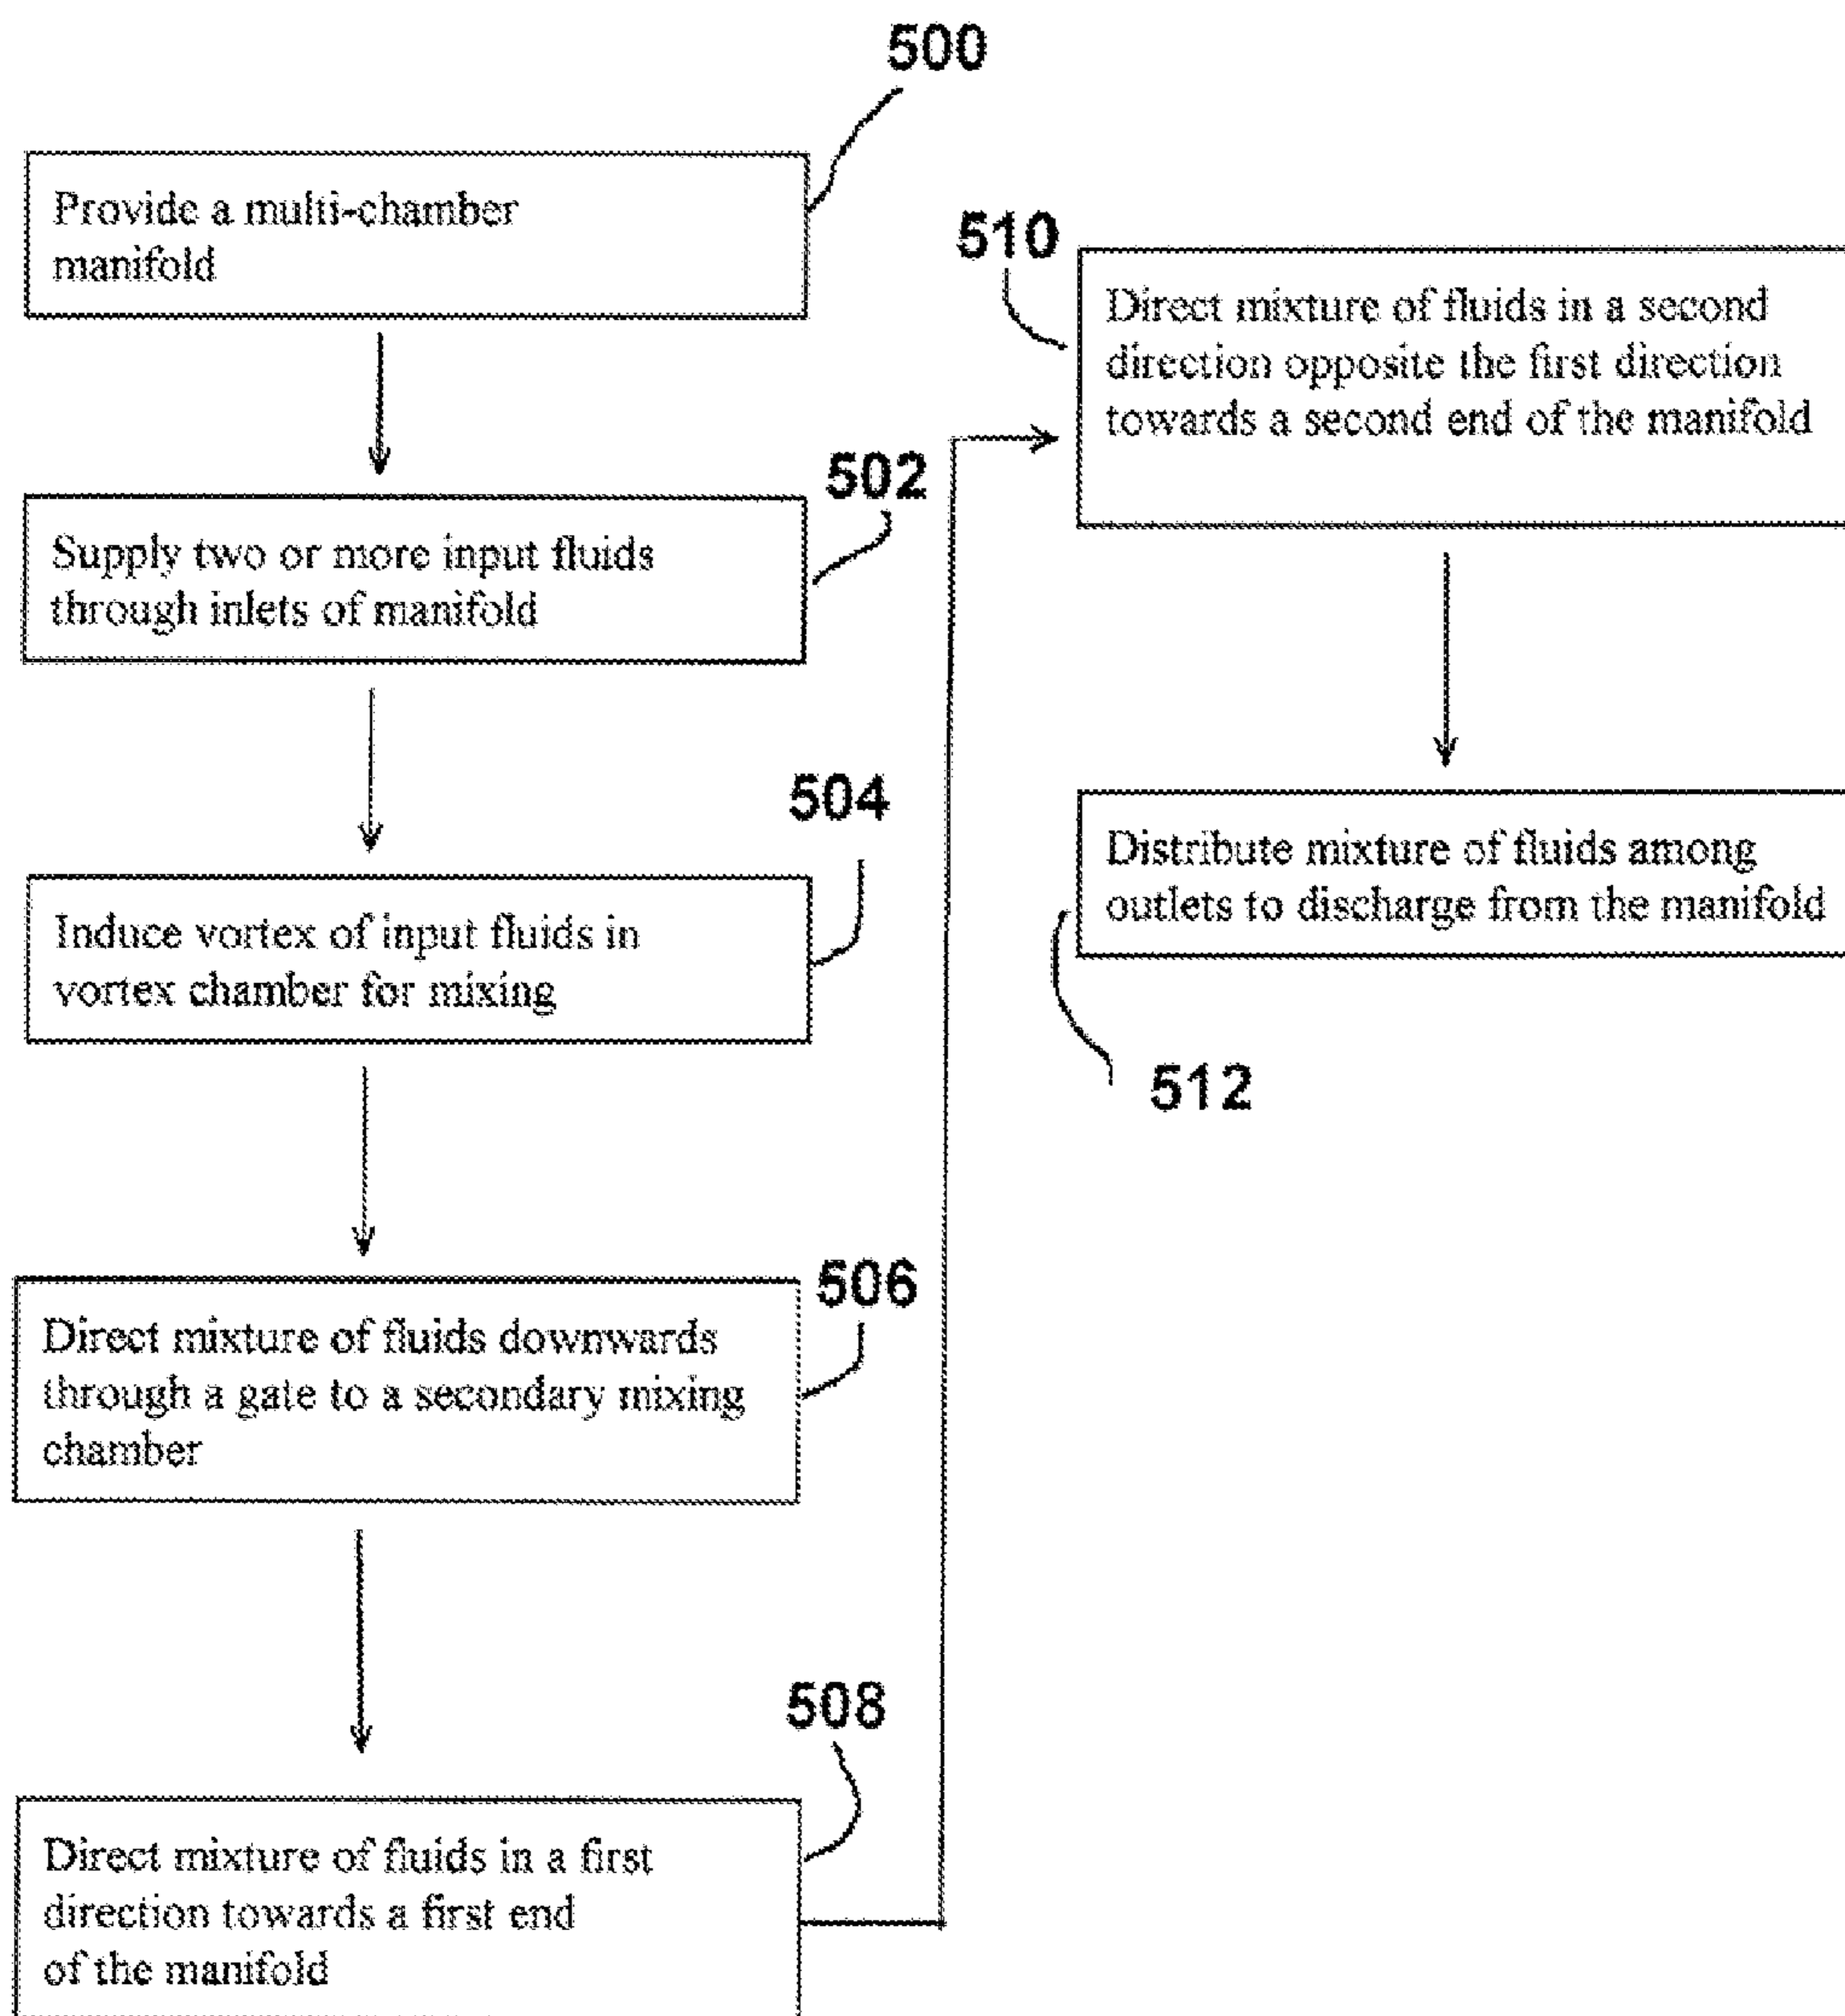 500
Provide a multi-chamber
manifold
502
Supply two or more input fluids
through inlets of manifold
504
Induce vortex of input fluids in
vortex chamber for mixing
506
Direct mixture of fluids downwards
through a gate to a secondary mixing
chamber
508
Direct mixture of fluids in a first
direction towards a first end
of the manifold
510
Direct mixture of fluids in a second
direction opposite the first direction
towards a second end of the manifold
Distribute mixture of fluids among
outlets to discharge from the manifold
512